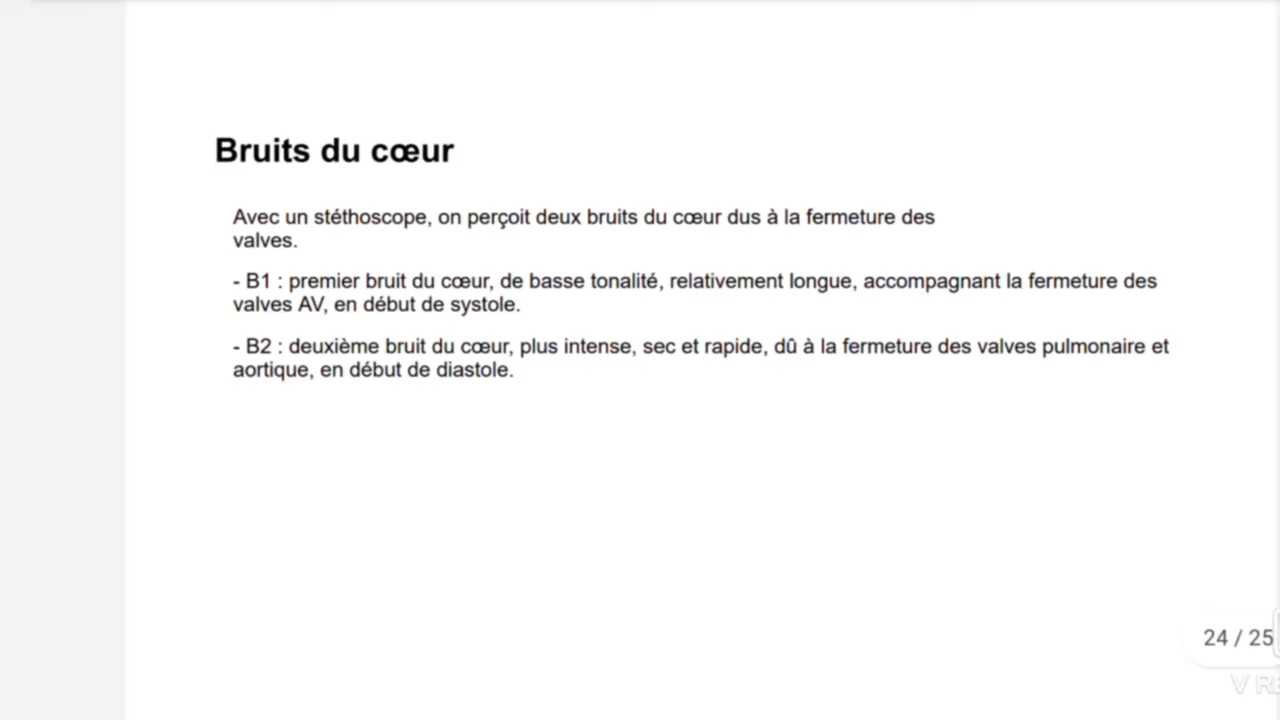 Bruits du cœur
Avec un stéthoscope, on perçoit deux bruits du cœur dus à la fermeture des
valves.
- B1 : premier bruit du cœur, de basse tonalité, relativement longue, accompagnant la fermeture des
valves AV, en début de systole.
- B2 : deuxième bruit du cœur, plus intense, sec et rapide, dû à la fermeture des valves pulmonaire et
aortique, en début de diastole.
24 / 25